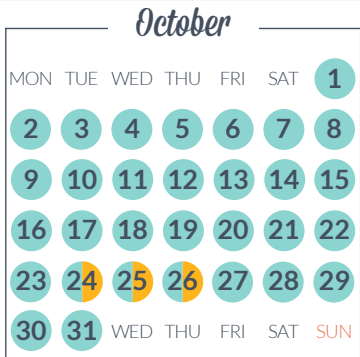 October
MON TUE WED THU FRI SAT 1
2 3 4 5 6 7 8
9 10 11 12 13 14 15
16 17 18 19 20 21 22
23 24 25 26 27 28 29
30 31 WED THU FRI SAT SUN